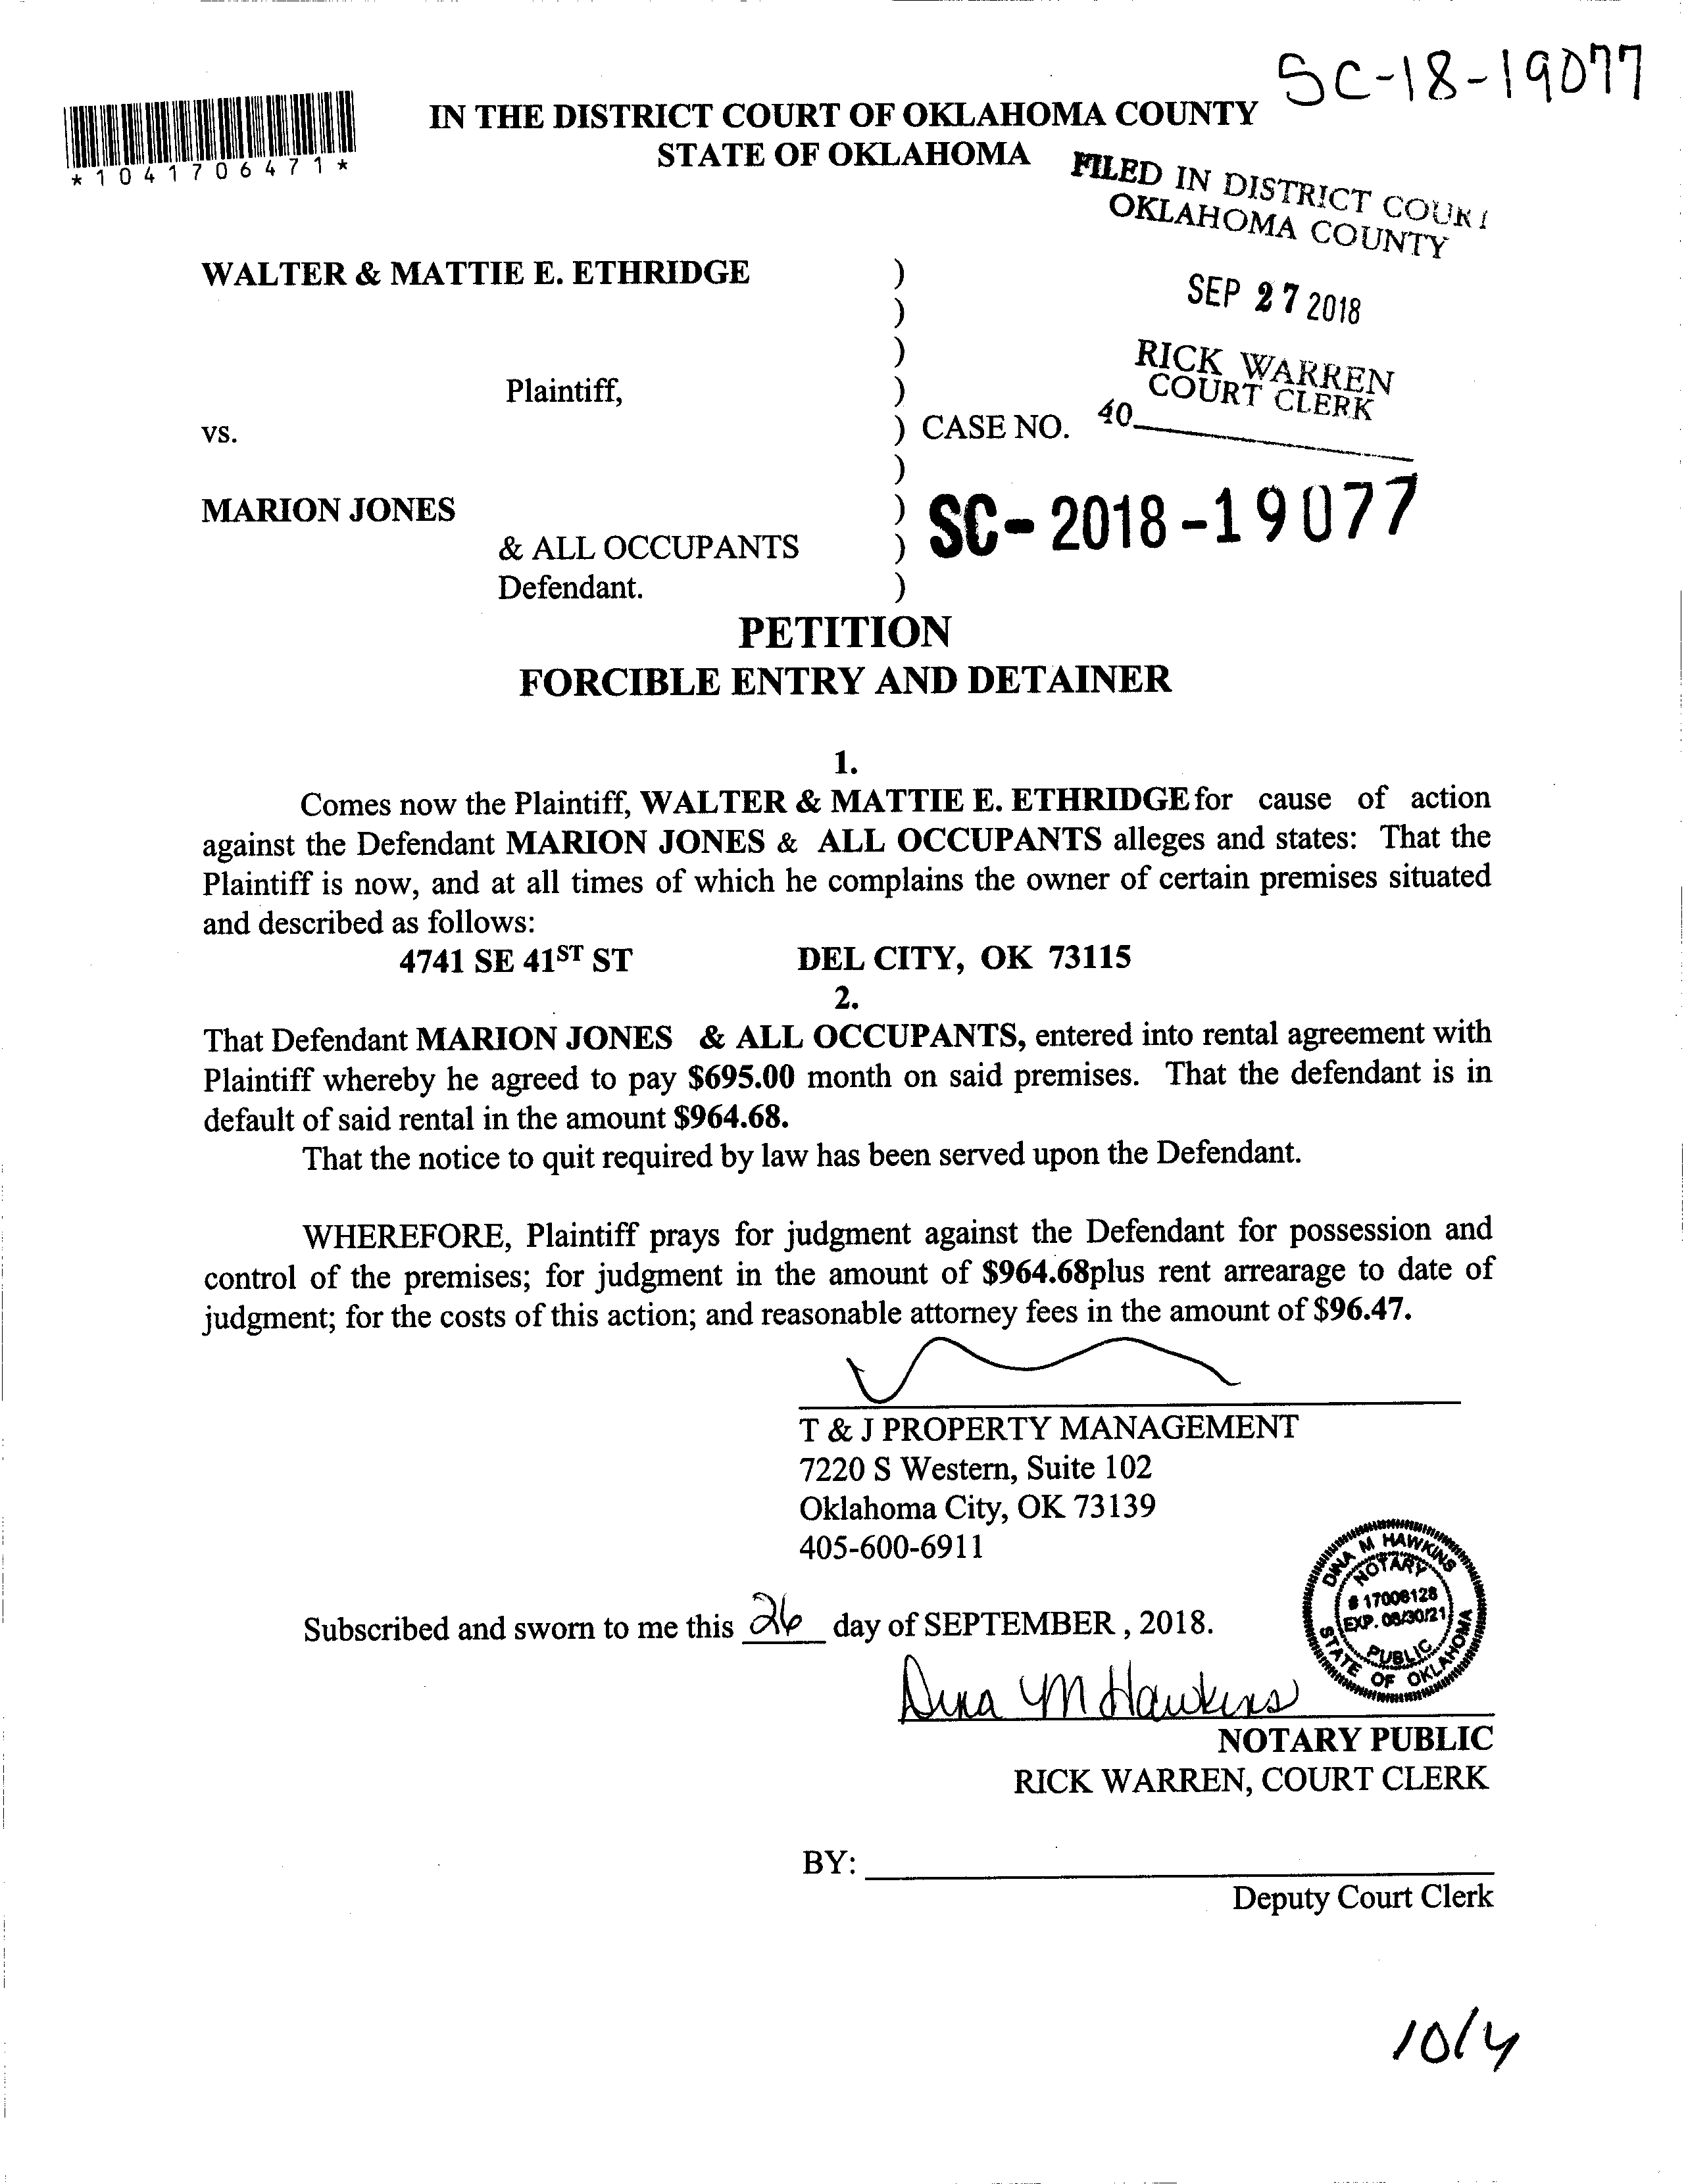 SC-18-19077
*1041706471*
IN THE DISTRICT COURT OF OKLAHOMA COUNTY
STATE OF OKLAHOMA
FILED IN DISTRICT COURT
OKLAHOMA COUNTY
SEP 27 2018
RICK WARREN
COURT CLERK
40
WALTER & MATTIE E. ETHRIDGE )
)
)
Plaintiff, )
vs. ) CASE NO.
)
MARION JONES ) SC-2018-19077
& ALL OCCUPANTS )
Defendant. )
PETITION
FORCIBLE ENTRY AND DETAINER
1.
Comes now the Plaintiff, WALTER & MATTIE E. ETHRIDGE for cause of action
against the Defendant MARION JONES & ALL OCCUPANTS alleges and states: That the
Plaintiff is now, and at all times of which he complains the owner of certain premises situated
and described as follows:
4741 SE 41ST ST DEL CITY, OK 73115
2.
That Defendant MARION JONES & ALL OCCUPANTS, entered into rental agreement with
Plaintiff whereby he agreed to pay $695.00 month on said premises. That the defendant is in
default of said rental in the amount $964.68.
That the notice to quit required by law has been served upon the Defendant.
WHEREFORE, Plaintiff prays for judgment against the Defendant for possession and
control of the premises; for judgment in the amount of $964.68plus rent arrearage to date of
judgment; for the costs of this action; and reasonable attorney fees in the amount of $96.47.
T & J PROPERTY MANAGEMENT
7220 S Western, Suite 102
Oklahoma City, OK 73139
405-600-6911
DINA M HAWKINS
NOTARY
# 17006128
EXP. 08/30/21
PUBLIC
STATE OF OKLAHOMA
Subscribed and sworn to me this 26 day of SEPTEMBER , 2018.
Dina M Hawkins
NOTARY PUBLIC
RICK WARREN, COURT CLERK
BY:
Deputy Court Clerk
10/4